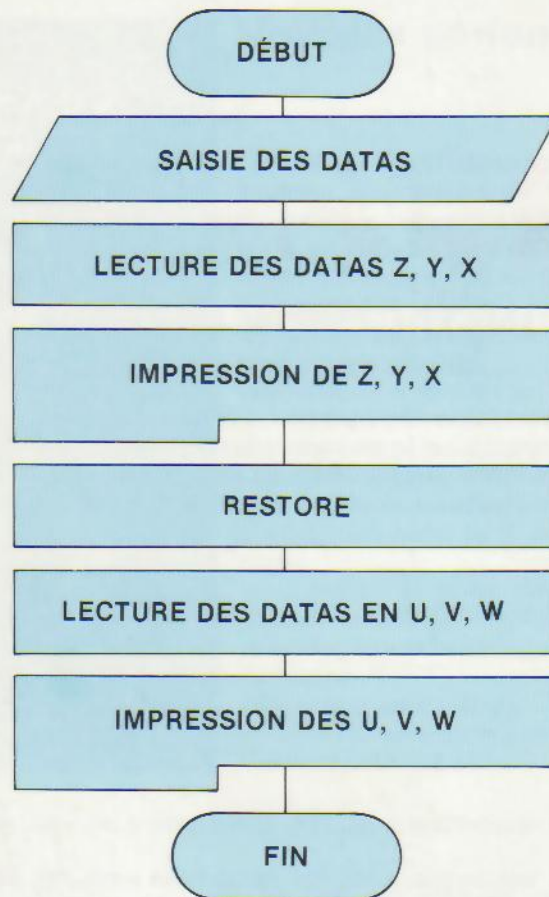 DÉBUT
SAISIE DES DATAS
LECTURE DES DATAS Z, Y, X
IMPRESSION DE Z, Y, X
RESTORE
LECTURE DES DATAS EN U, V, W
IMPRESSION DES U, V, W
FIN